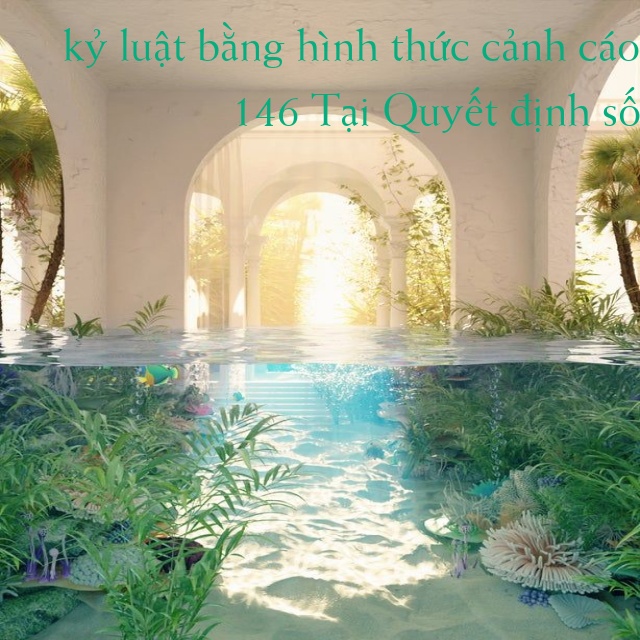 kỷ luật bằng hình thức cảnh cáo
146 Tại Quyết định số